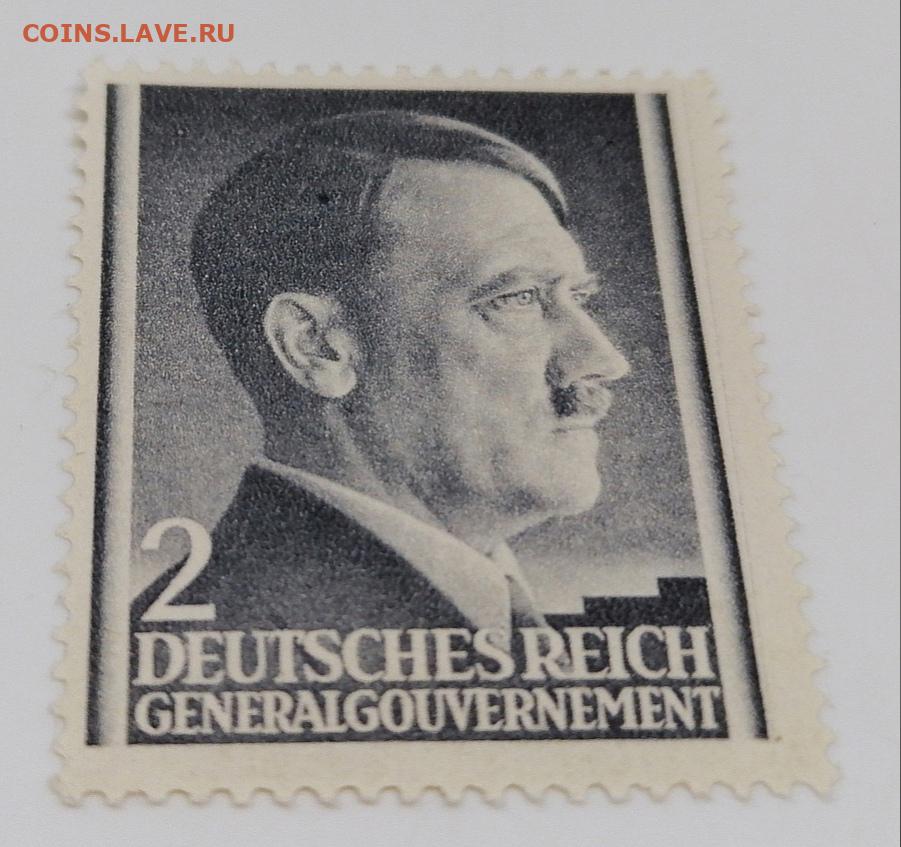 COINS.LAVE.RU
2
DEUTSCHES REICH
GENERALGOUVERNEMENT